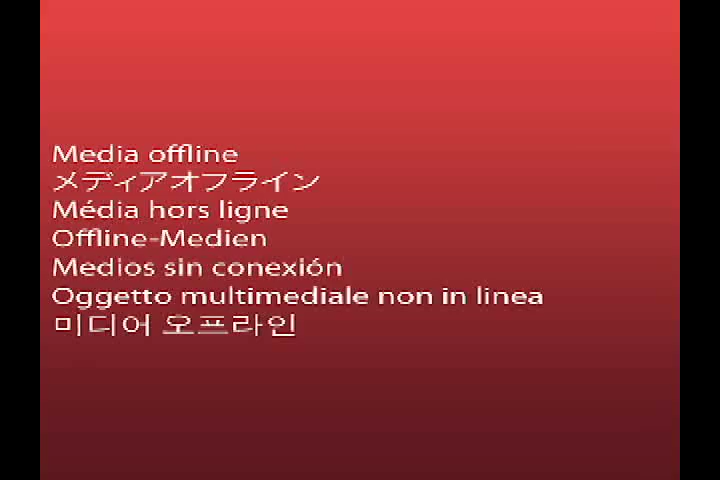 Media offline
メディアオフライン
Média hors ligne
Offline-Medien
Medios sin conexión
Oggetto multimediale non in linea
미디어 오프라인